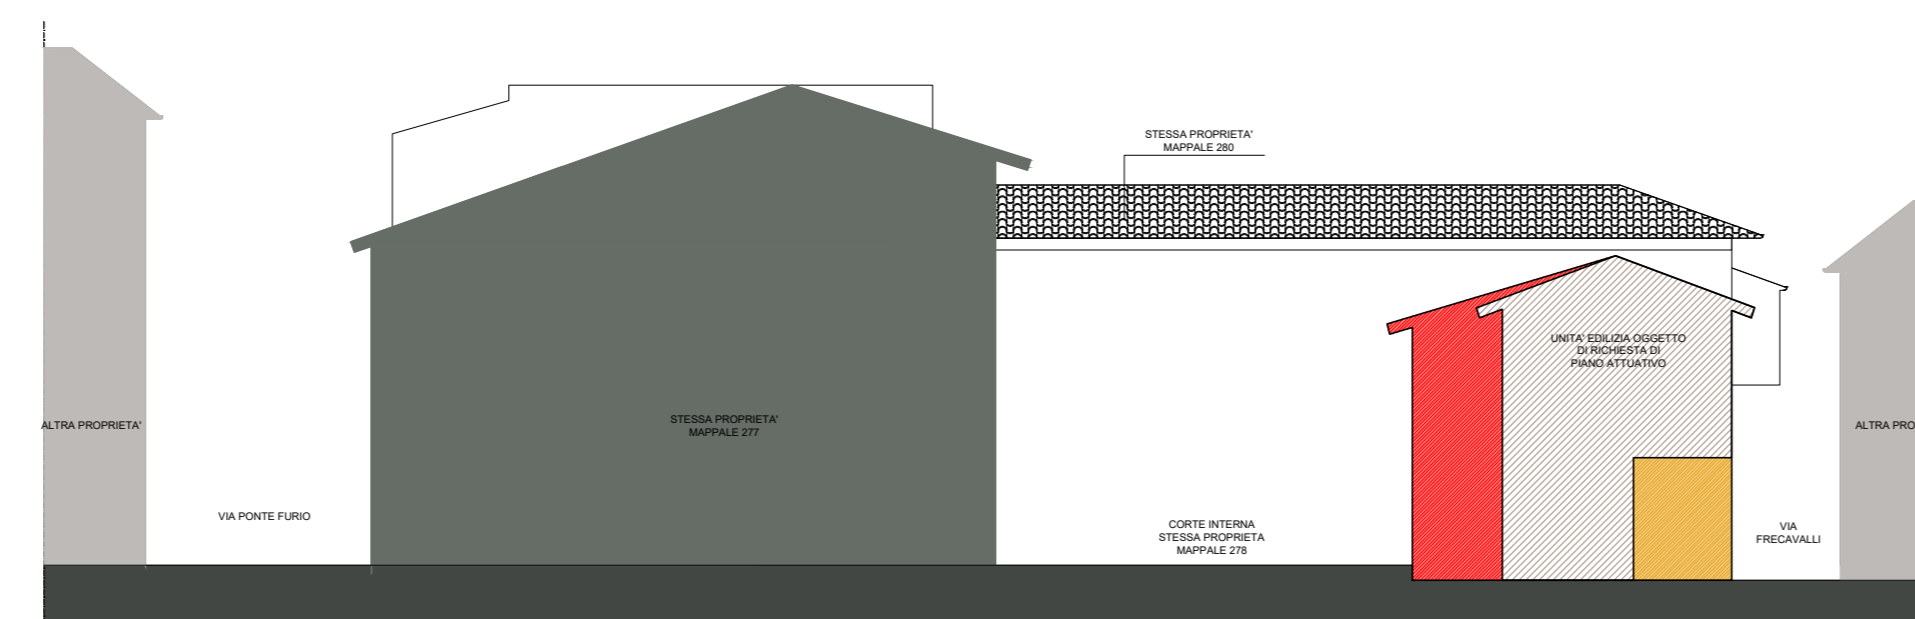 STESSA PROPRIETA'
MAPPALE 280
UNITA' EDILIZIA OGGETTO
DI RICHIESTA DI
PIANO ATTUATIVO
ALTRA PROPRIETA'
STESSA PROPRIETA'
MAPPALE 277
ALTRA PRO
VIA PONTE FURIO
CORTE INTERNA
STESSA PROPRIETA
MAPPALE 278
VIA
FRECAVALLI